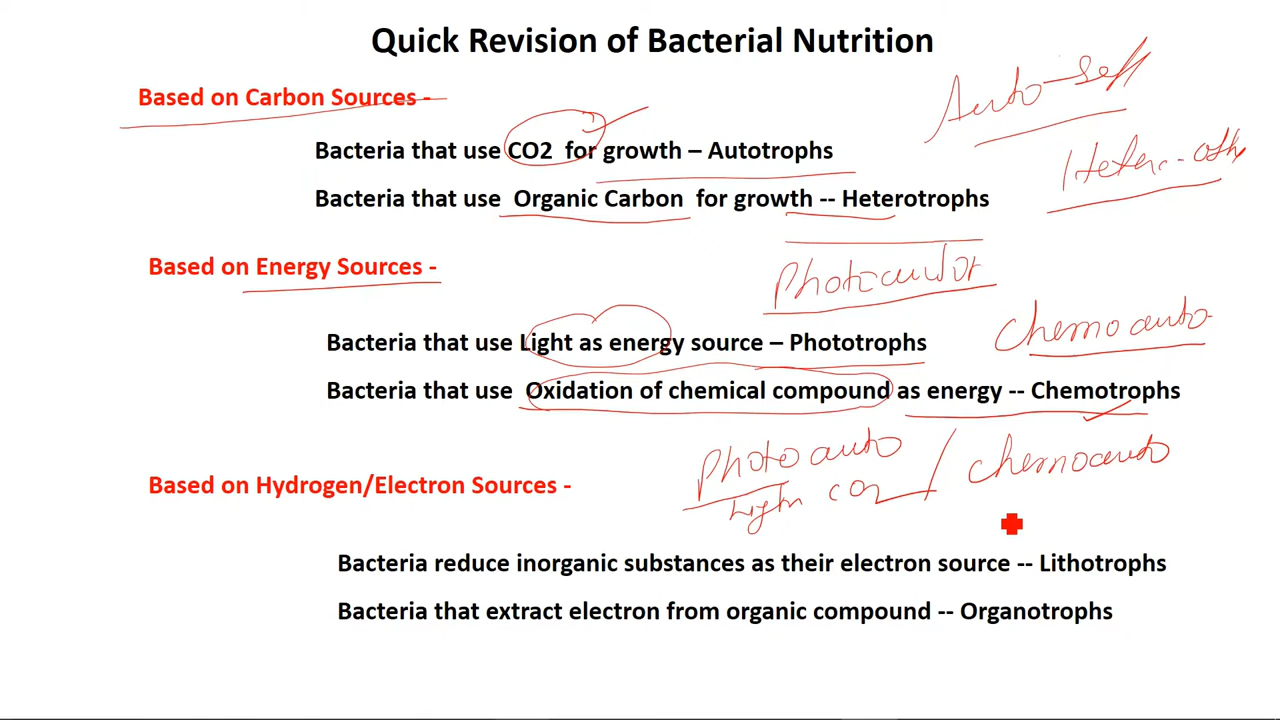 Quick Revision of Bacterial Nutrition
Auto - self
Based on Carbon Sources -
Bacteria that use CO2 for growth – Autotrophs
Hetero - oth
Bacteria that use Organic Carbon for growth -- Heterotrophs
Based on Energy Sources -
Photoautot
Chemoauto
Bacteria that use Light as energy source – Phototrophs
Bacteria that use Oxidation of chemical compound as energy -- Chemotrophs
Photoauto / chemoauto
Light CO2
Based on Hydrogen/Electron Sources -
Bacteria reduce inorganic substances as their electron source -- Lithotrophs
Bacteria that extract electron from organic compound -- Organotrophs